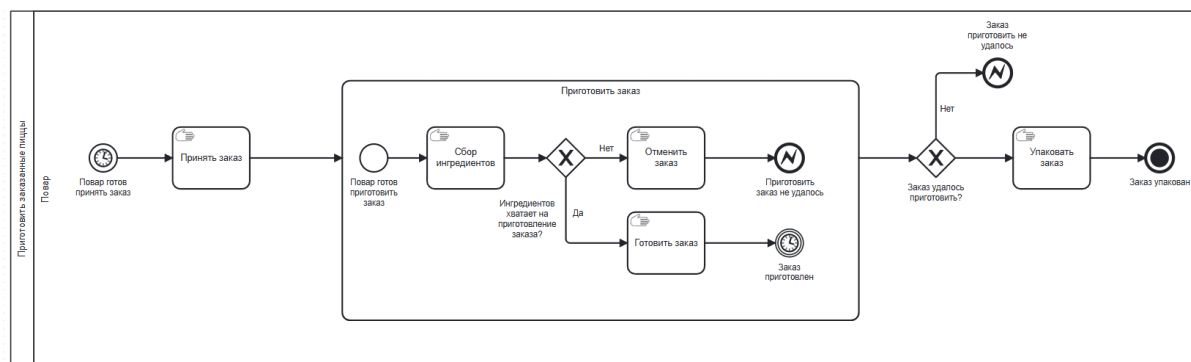 Приготовить заказанные пиццы
Повар
Повар готов
принять заказ
Принять заказ
Приготовить заказ
Повар готов
приготовить
заказ
Сбор
ингредиентов
Ингредиентов
хватает на
приготовление
заказа?
Нет
Отменить
заказ
Приготовить
заказ не удалось
Да
Готовить заказ
Заказ
приготовлен
Заказ удалось
приготовить?
Нет
Заказ
приготовить не
удалось
Упаковать
заказ
Заказ упакован